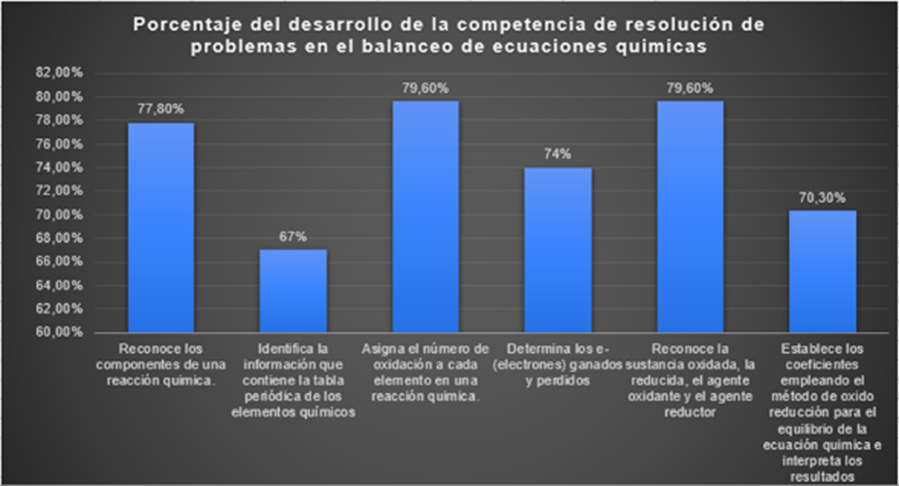 Porcentaje del desarrollo de la competencia de resolución de
problemas en el balanceo de ecuaciones quimicas
82,00%
80,00%
78,00%
76,00%
74,00%
72,00%
70,00%
68,00%
66,00%
64,00%
62,00%
60,00%
77,80%
67%
79,60%
74%
79,60%
70,30%
Reconoce los
componentes de una
reacción quimica.
Identifica la
información que
contiene la tabla
periódica de los
elementos químicos
Asigna el número de
oxidación a cada
elemento en una
reacción quimica.
Determina los e-
(electrones) ganados
y perdidos
Reconoce la
sustancia oxidada, la
reducida, el agente
oxidante y el agente
reductor
Establece los
coeficientes
empleando el
método de oxido
reducción para el
equilibrio de la
ecuación quimica e
interpreta los
resultados